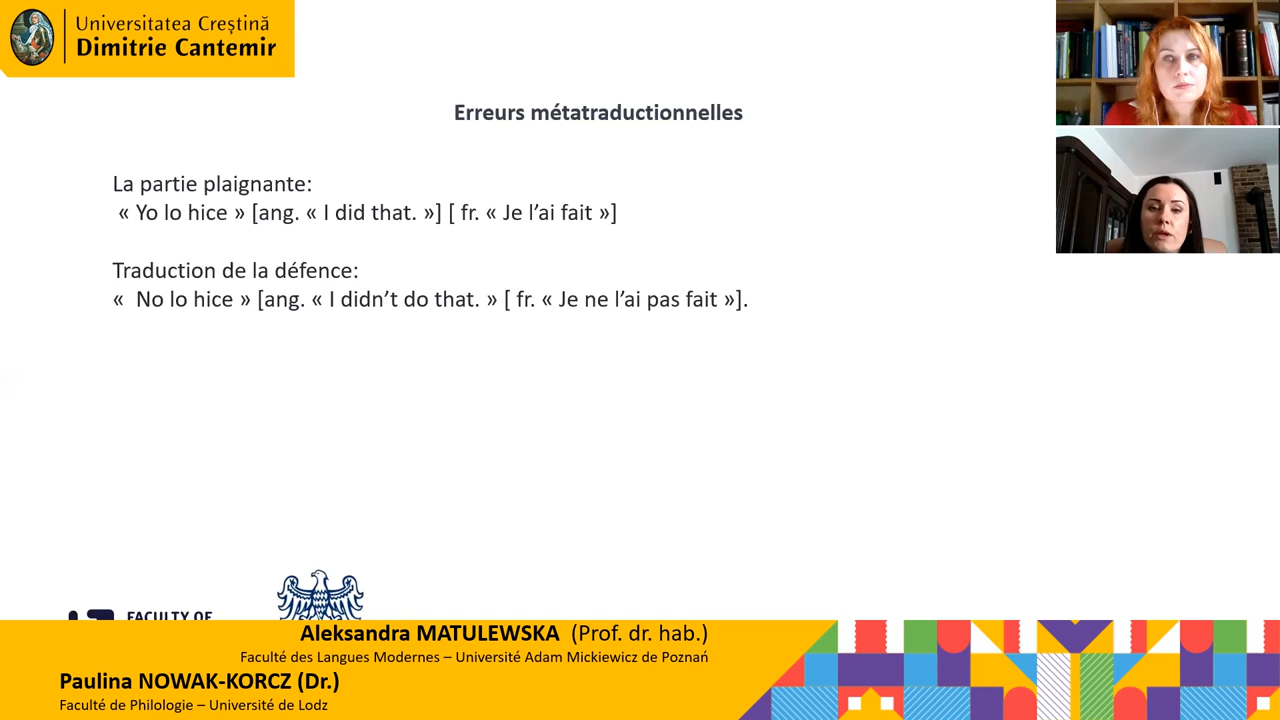 Universitatea Creștină
Dimitrie Cantemir
Erreurs métatraductionnelles
La partie plaignante:
« Yo lo hice » [ang. « I did that. »] [ fr. « Je l’ai fait »]
Traduction de la défence:
«  No lo hice » [ang. « I didn’t do that. » [ fr. « Je ne l’ai pas fait »].
FACULTY OF
Aleksandra MATULEWSKA (Prof. dr. hab.)
Faculté des Langues Modernes – Université Adam Mickiewicz de Poznań
Paulina NOWAK-KORCZ (Dr.)
Faculté de Philologie – Université de Lodz